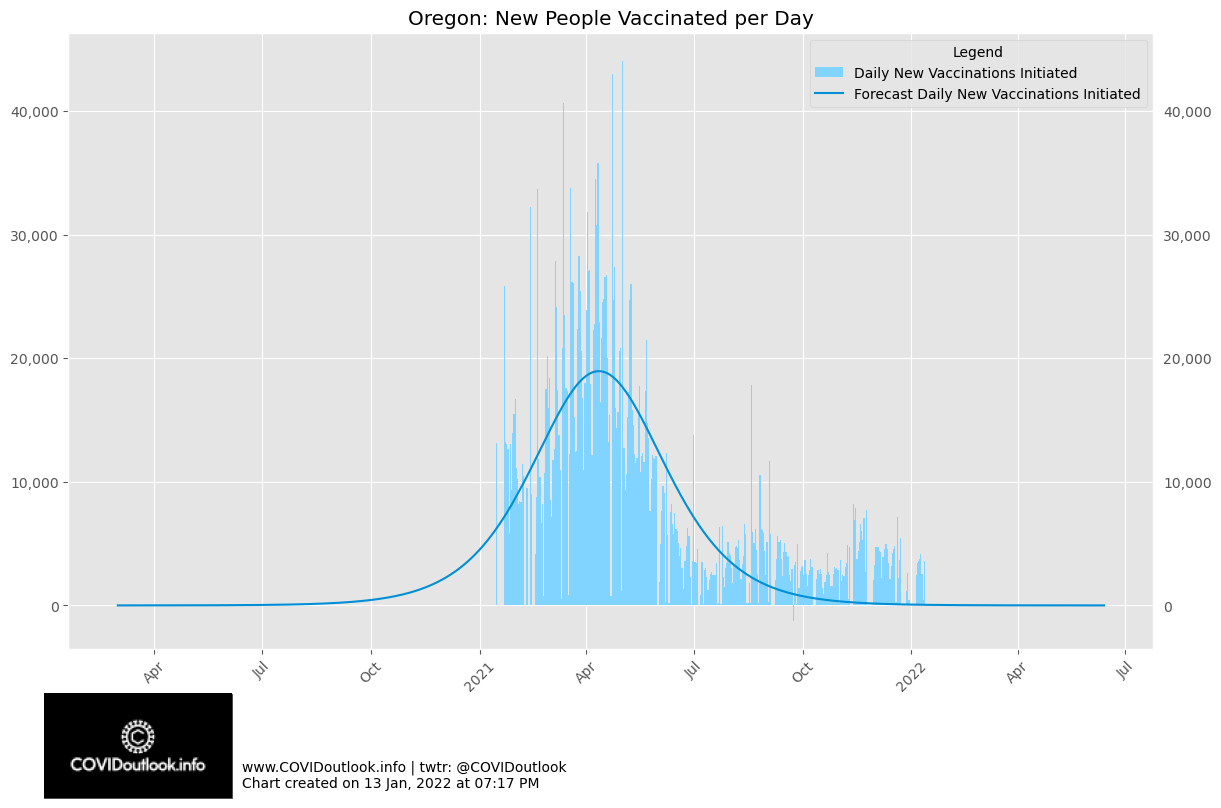 Oregon: New People Vaccinated per Day
Legend
Daily New Vaccinations Initiated
Forecast Daily New Vaccinations Initiated
40,000
40,000
30,000
30,000
20,000
20,000
10,000
10,000
0
0
Apr
Jul
Oct
2021
Apr
Jul
Oct
2022
Apr
Jul
C
COVIDoutlook.info
www.COVIDoutlook.info | twtr: @COVIDoutlook
Chart created on 13 Jan, 2022 at 07:17 PM